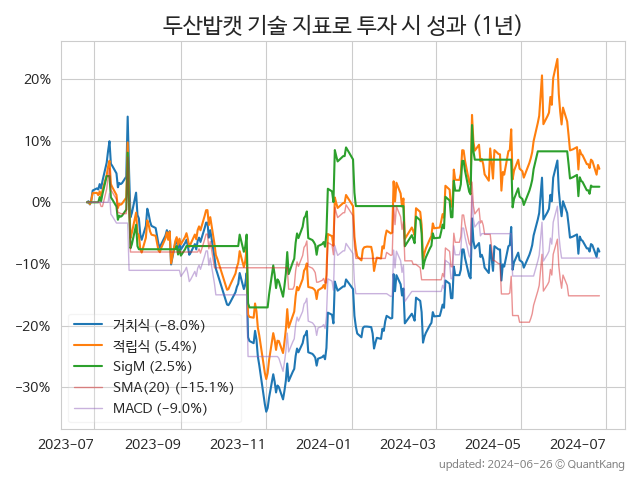 두산밥캣 기술 지표로 투자 시 성과 (1년)
20%
10%
0%
−10%
−20%
−30%
거치식 (−8.0%)
적립식 (5.4%)
SigM (2.5%)
SMA(20) (−15.1%)
MACD (−9.0%)
2023-07 2023-09 2023-11 2024-01 2024-03 2024-05 2024-07
updated: 2024-06-26 © QuantKang